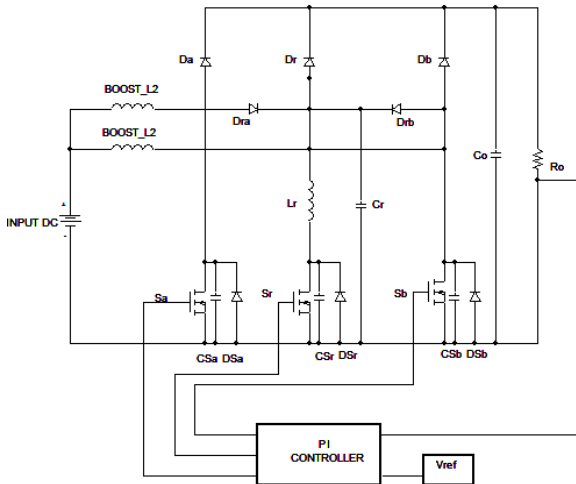 Da
Dr
Db
BOOST_L2
Dra
Drb
BOOST_L2
Co
Ro
Lr
Cr
+
INPUT DC
-
Sa
Sr
Sb
CSa DSa
CSr DSr
CSb DSb
PI
CONTROLLER
Vref